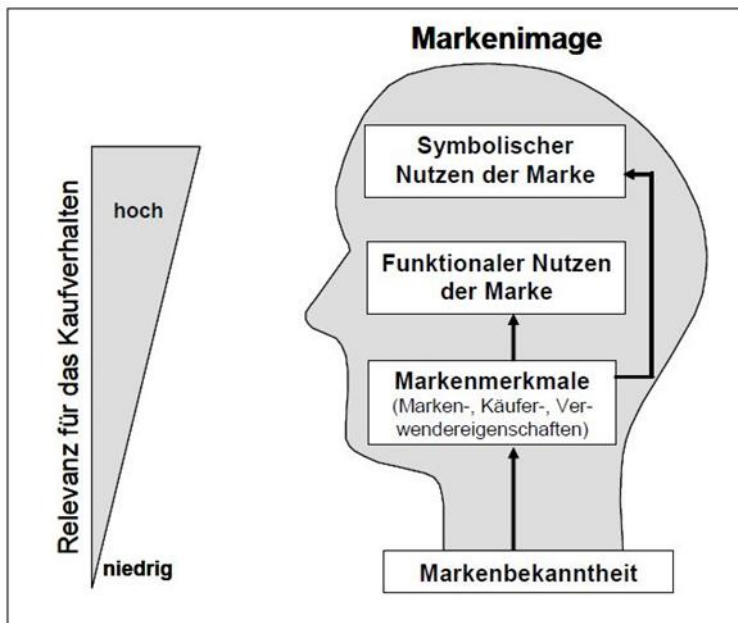 Markenimage
Relevanz für das Kaufverhalten
hoch
niedrig
Symbolischer
Nutzen der Marke
Funktionaler Nutzen
der Marke
Markenmerkmale
(Marken-, Käufer-, Ver-
wendereigenschaften)
Markenbekanntheit